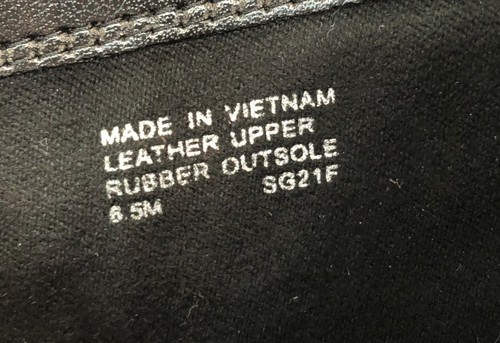 MADE IN VIETNAM
LEATHER UPPER
RUBBER OUTSOLE
6.5M SG21F